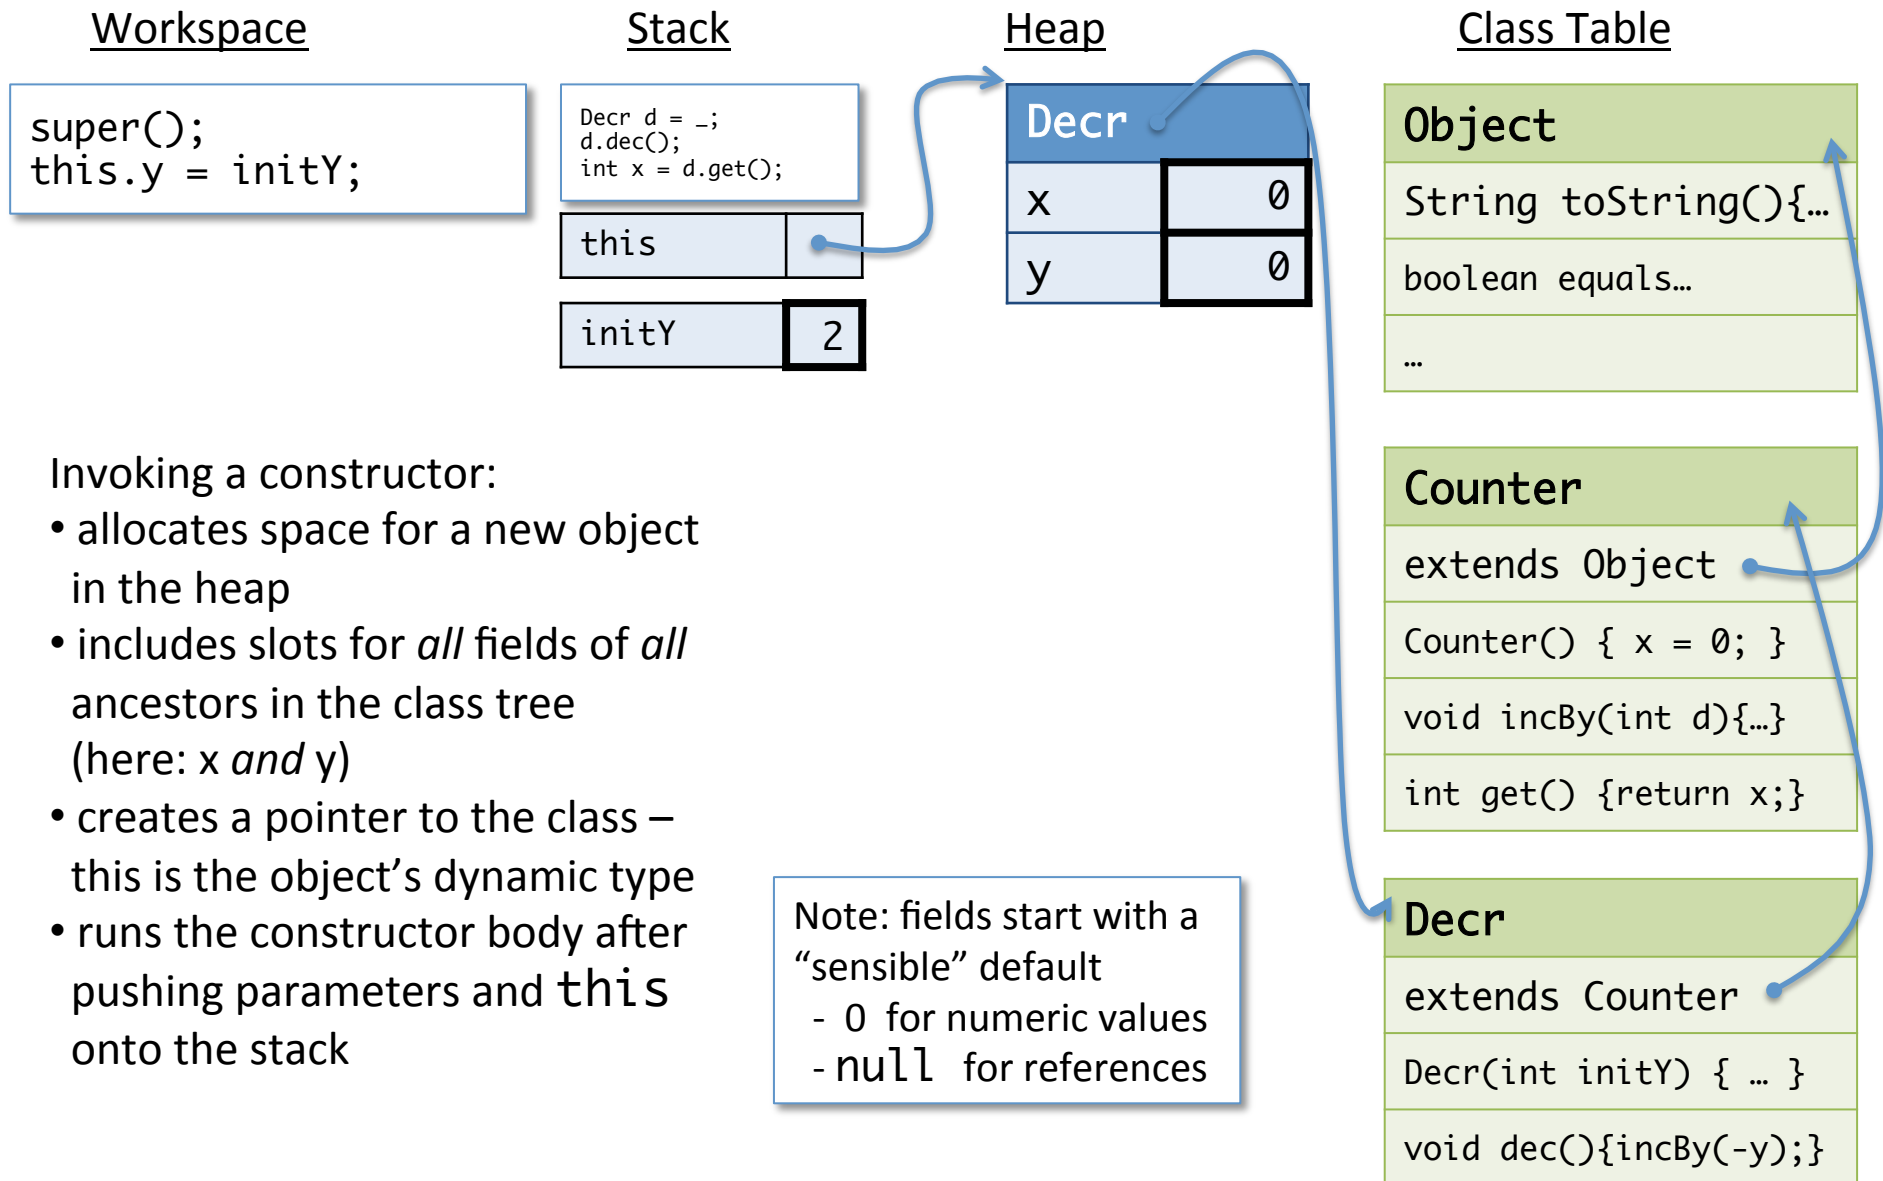 Workspace
Stack
Heap
Class Table
super();
this.y = initY;
Decr d = _;
d.dec();
int x = d.get();
this
initY 2
Decr
x 0
y 0
Object
String toString(){…
boolean equals…
…
Counter
extends Object
Counter() { x = 0; }
void incBy(int d){…}
int get() {return x;}
Decr
extends Counter
Decr(int initY) { … }
void dec(){incBy(-y);}
Invoking a constructor:
• allocates space for a new object
in the heap
• includes slots for all fields of all
ancestors in the class tree
(here: x and y)
• creates a pointer to the class –
this is the object’s dynamic type
• runs the constructor body after
pushing parameters and this
onto the stack
Note: fields start with a
“sensible” default
- 0 for numeric values
- null for references